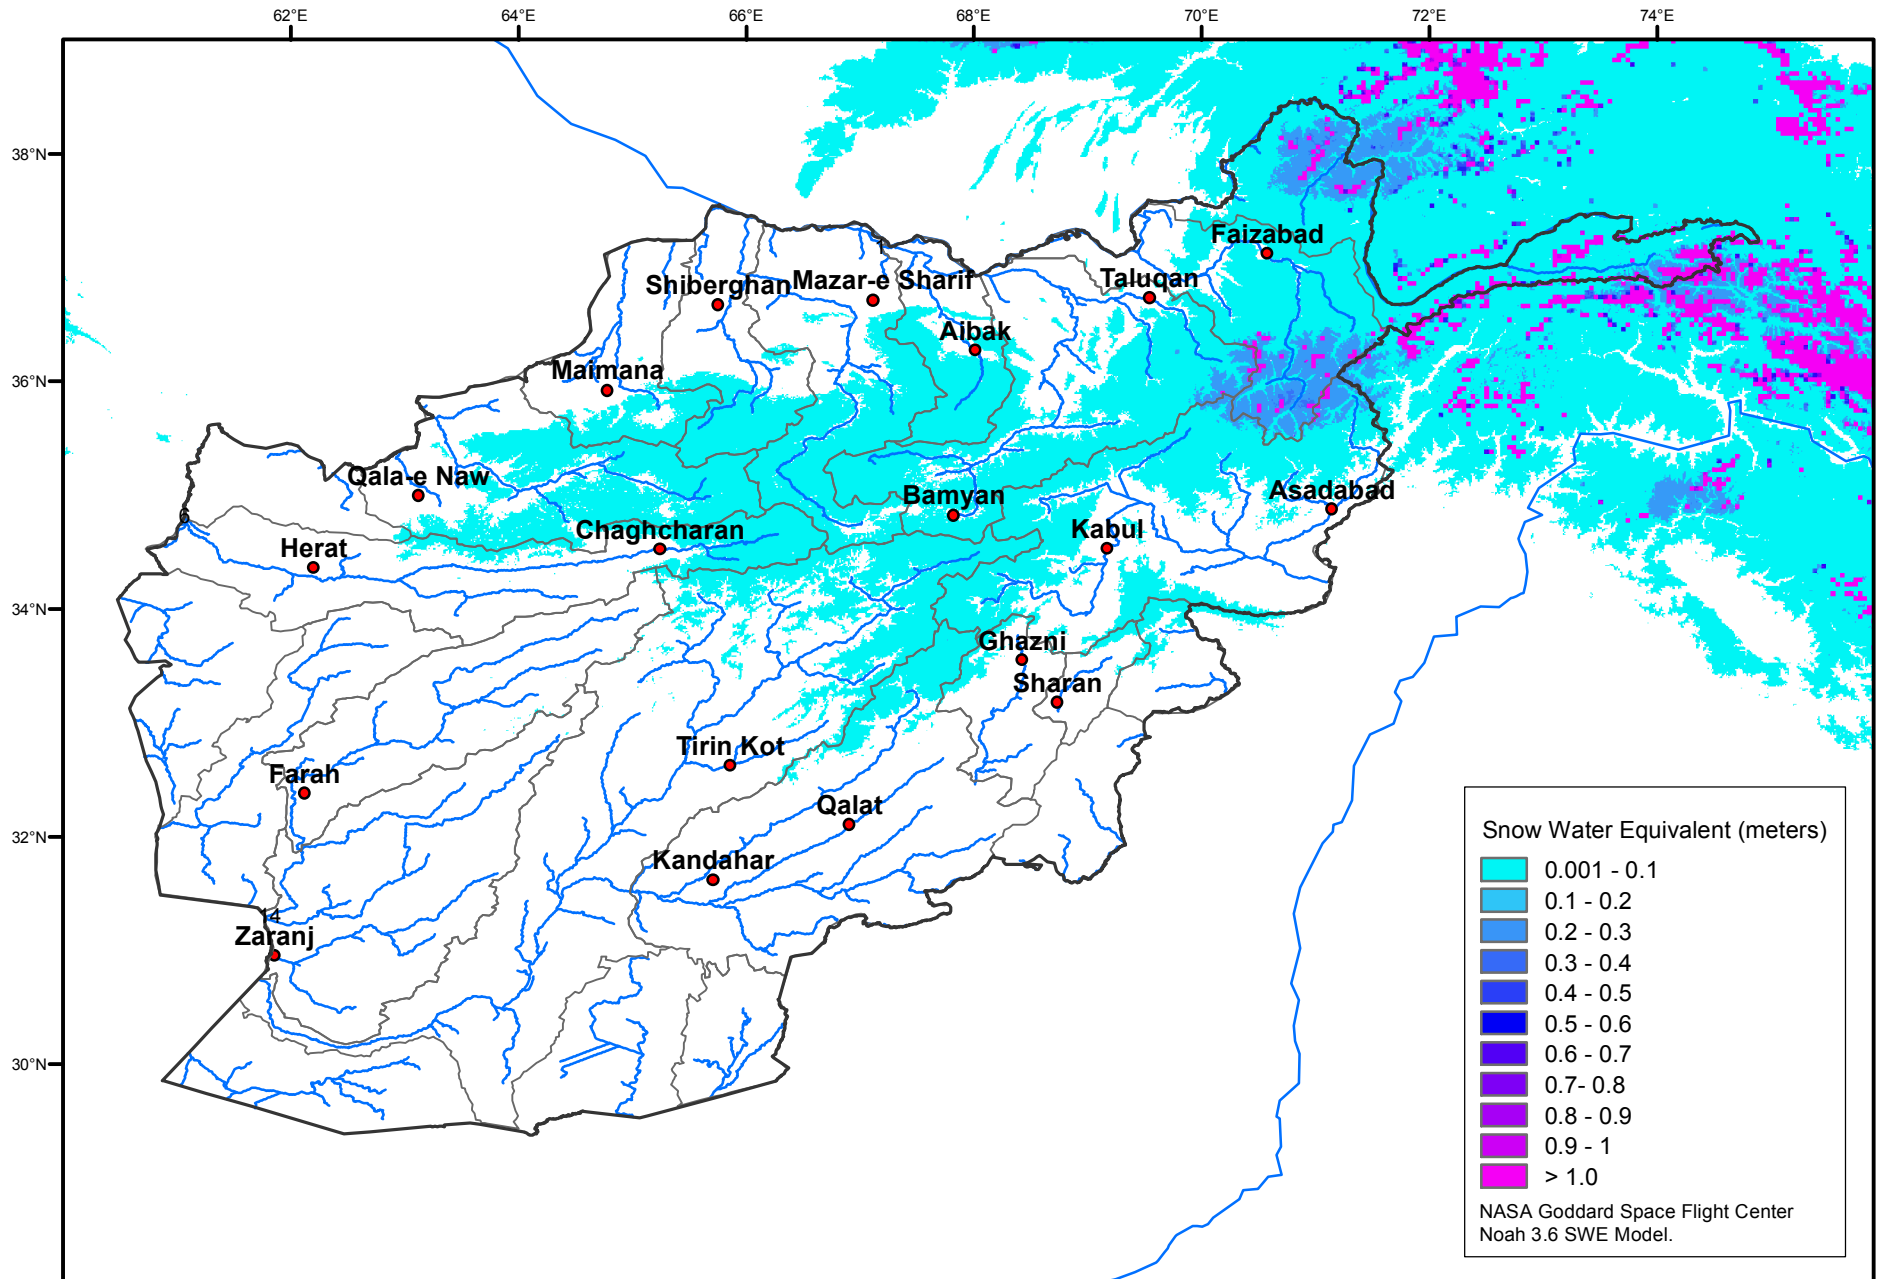 62°E
64°E
66°E
68°E
70°E
72°E
74°E
38°N
36°N
34°N
32°N
30°N
Faizabad
Shiberghan
Mazar-e Sharif
Taluqan
Aibak
Maimana
Qala-e Naw
Bamyan
Asadabad
6
Chaghcharan
Kabul
Herat
Ghazni
Sharan
Tirin Kot
Farah
Qalat
Kandahar
14
Zaranj
Snow Water Equivalent (meters)
0.001 - 0.1
0.1 - 0.2
0.2 - 0.3
0.3 - 0.4
0.4 - 0.5
0.5 - 0.6
0.6 - 0.7
0.7- 0.8
0.8 - 0.9
0.9 - 1
> 1.0
NASA Goddard Space Flight Center
Noah 3.6 SWE Model.